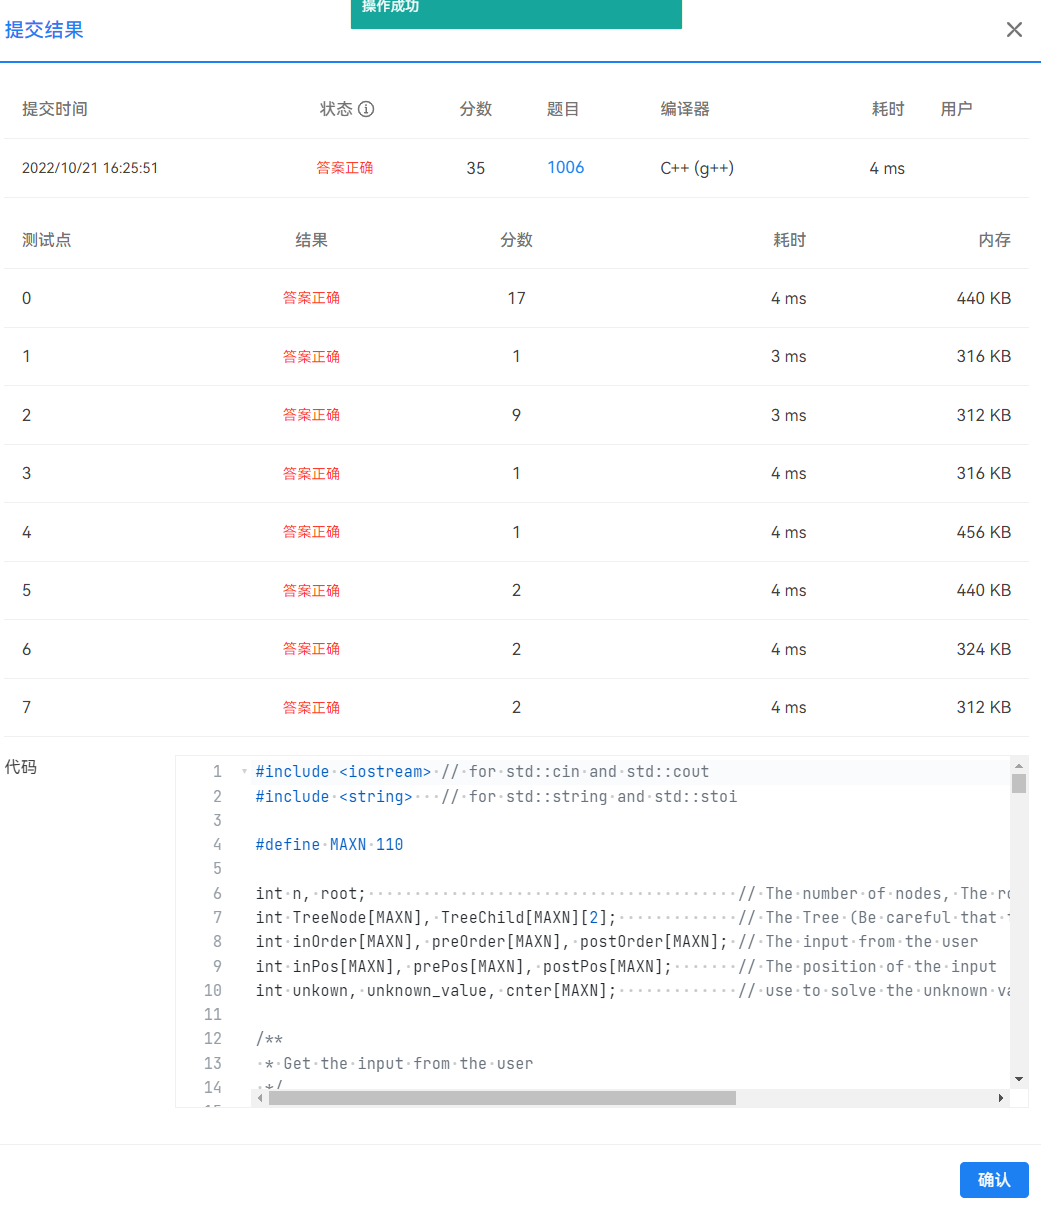 操作成功
提交结果
提交时间 状态 分数 题目 编译器 耗时 用户
2022/10/21 16:25:51 答案正确 35 1006 C++ (g++) 4 ms
测试点 结果 分数 耗时 内存
0 答案正确 17 4 ms 440 KB
1 答案正确 1 3 ms 316 KB
2 答案正确 9 3 ms 312 KB
3 答案正确 1 4 ms 316 KB
4 答案正确 1 4 ms 456 KB
5 答案正确 2 4 ms 440 KB
6 答案正确 2 4 ms 324 KB
7 答案正确 2 4 ms 312 KB
代码
1 #include <iostream> // for std::cin and std::cout
2 #include <string>   // for std::string and std::stoi
3
4 #define MAXN 110
5
6 int n, root;                                        // The number of nodes, The
7 int TreeNode[MAXN], TreeChild[MAXN][2];             // The Tree (Be careful that
8 int inOrder[MAXN], preOrder[MAXN], postOrder[MAXN]; // The input from the user
9 int inPos[MAXN], prePos[MAXN], postPos[MAXN];       // The position of the input
10 int unkown, unknown_value, cnter[MAXN];             // use to solve the unknown
11
12 /**
13  * Get the input from the user
14  */
确认